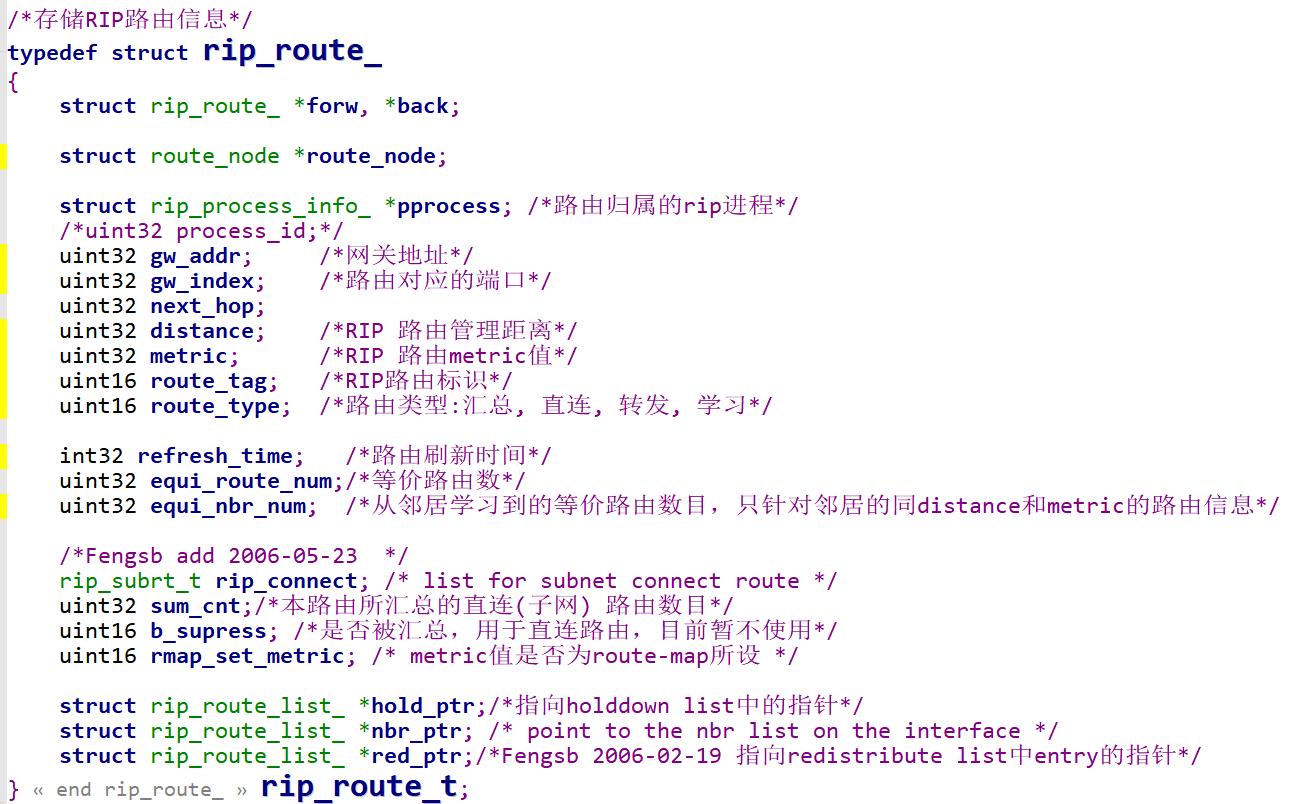 /*存储RIP路由信息*/
typedef struct rip_route_
{
    struct rip_route_ *forw, *back;

    struct route_node *route_node;

    struct rip_process_info_ *pprocess; /*路由归属的rip进程*/
    /*uint32 process_id;*/
    uint32 gw_addr;     /*网关地址*/
    uint32 gw_index;    /*路由对应的端口*/
    uint32 next_hop;
    uint32 distance;    /*RIP 路由管理距离*/
    uint32 metric;      /*RIP 路由metric值*/
    uint16 route_tag;   /*RIP路由标识*/
    uint16 route_type;  /*路由类型:汇总, 直连, 转发, 学习*/

    int32 refresh_time;   /*路由刷新时间*/
    uint32 equi_route_num;/*等价路由数*/
    uint32 equi_nbr_num;  /*从邻居学习到的等价路由数目，只针对邻居的同distance和metric的路由信息*/

    /*Fengsb add 2006-05-23  */
    rip_subrt_t rip_connect; /* list for subnet connect route */
    uint32 sum_cnt;/*本路由所汇总的直连(子网) 路由数目*/
    uint16 b_supress; /*是否被汇总，用于直连路由，目前暂不使用*/
    uint16 rmap_set_metric; /* metric值是否为route-map所设 */

    struct rip_route_list_ *hold_ptr;/*指向holddown list中的指针*/
    struct rip_route_list_ *nbr_ptr; /* point to the nbr list on the interface */
    struct rip_route_list_ *red_ptr;/*Fengsb 2006-02-19 指向redistribute list中entry的指针*/
} « end rip_route_ » rip_route_t;